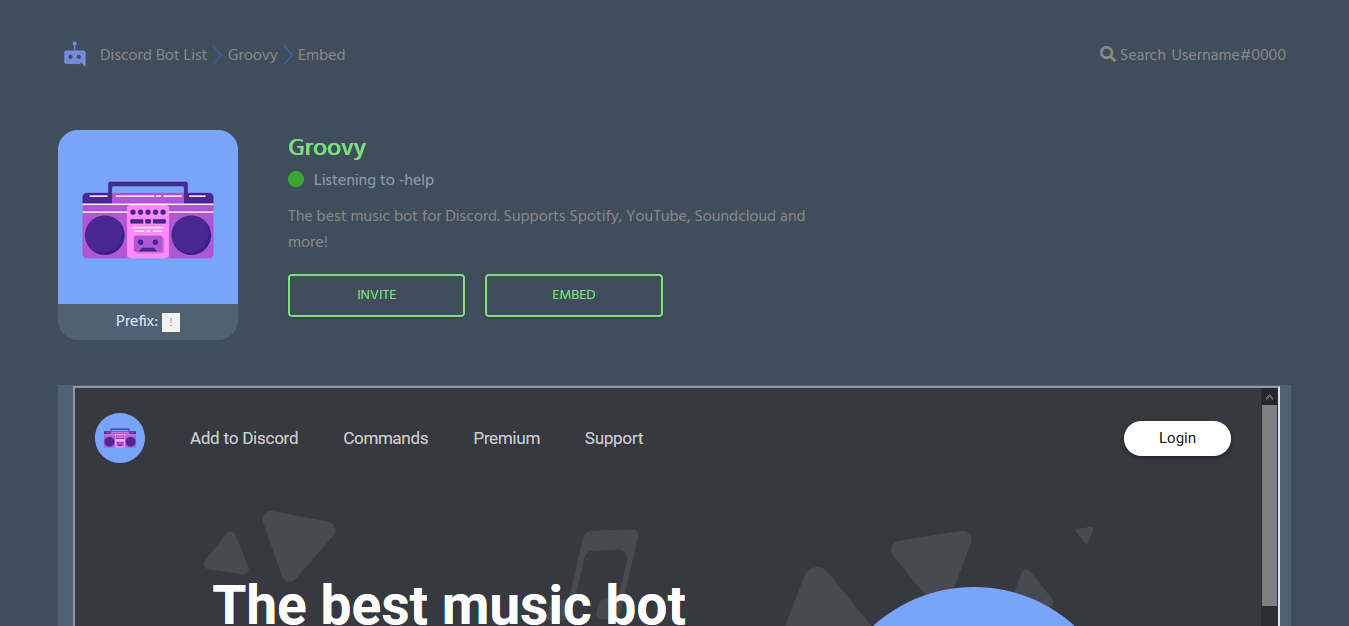 Discord Bot List Groovy Embed
Search Username#0000
Groovy
Listening to -help
The best music bot for Discord. Supports Spotify, YouTube, Soundcloud and
more!
INVITE EMBED
Prefix: !
Add to Discord Commands Premium Support Login
The best music bot